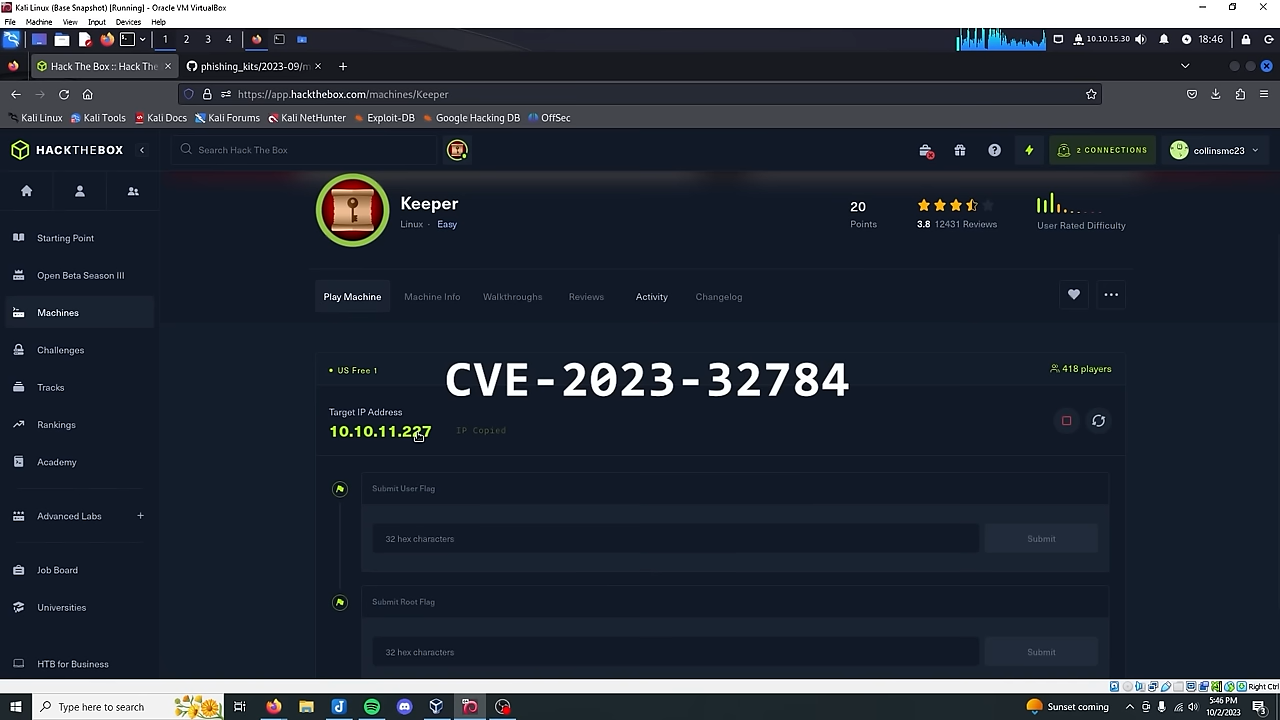 Kali Linux (Base Snapshot) [Running] - Oracle VM VirtualBox
File Machine View Input Devices Help
1 2 3 4 10.10.15.30 18:46
Hack The Box :: Hack The phishing_kits/2023-09/m
https://app.hackthebox.com/machines/Keeper
Kali Linux Kali Tools Kali Docs Kali Forums Kali NetHunter Exploit-DB Google Hacking DB OffSec
HACKTHEBOX Search Hack The Box 2 CONNECTIONS collinsmc23
Keeper
Linux · Easy
20
Points
3.8 12431 Reviews
User Rated Difficulty
Starting Point
Open Beta Season III
Machines
Challenges
Tracks
Rankings
Academy
Advanced Labs +
Job Board
Universities
HTB for Business
Play Machine Machine Info Walkthroughs Reviews Activity Changelog
US Free 1 418 players
CVE-2023-32784
Target IP Address
10.10.11.227 IP Copied
Submit User Flag
32 hex characters Submit
Submit Root Flag
32 hex characters Submit
Right Ctrl
Type here to search Sunset coming 5:46 PM
10/2/2023